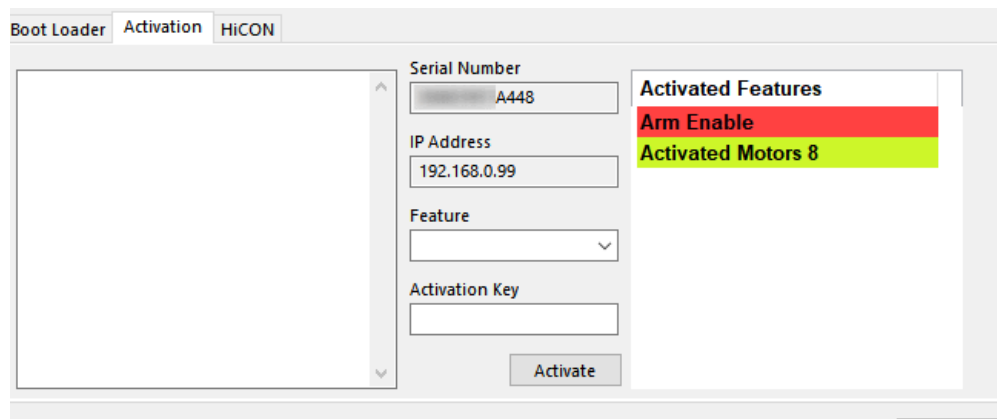 Boot Loader
Activation
HiCON
Serial Number
A448
IP Address
192.168.0.99
Feature
Activation Key
Activate
Activated Features
Arm Enable
Activated Motors 8